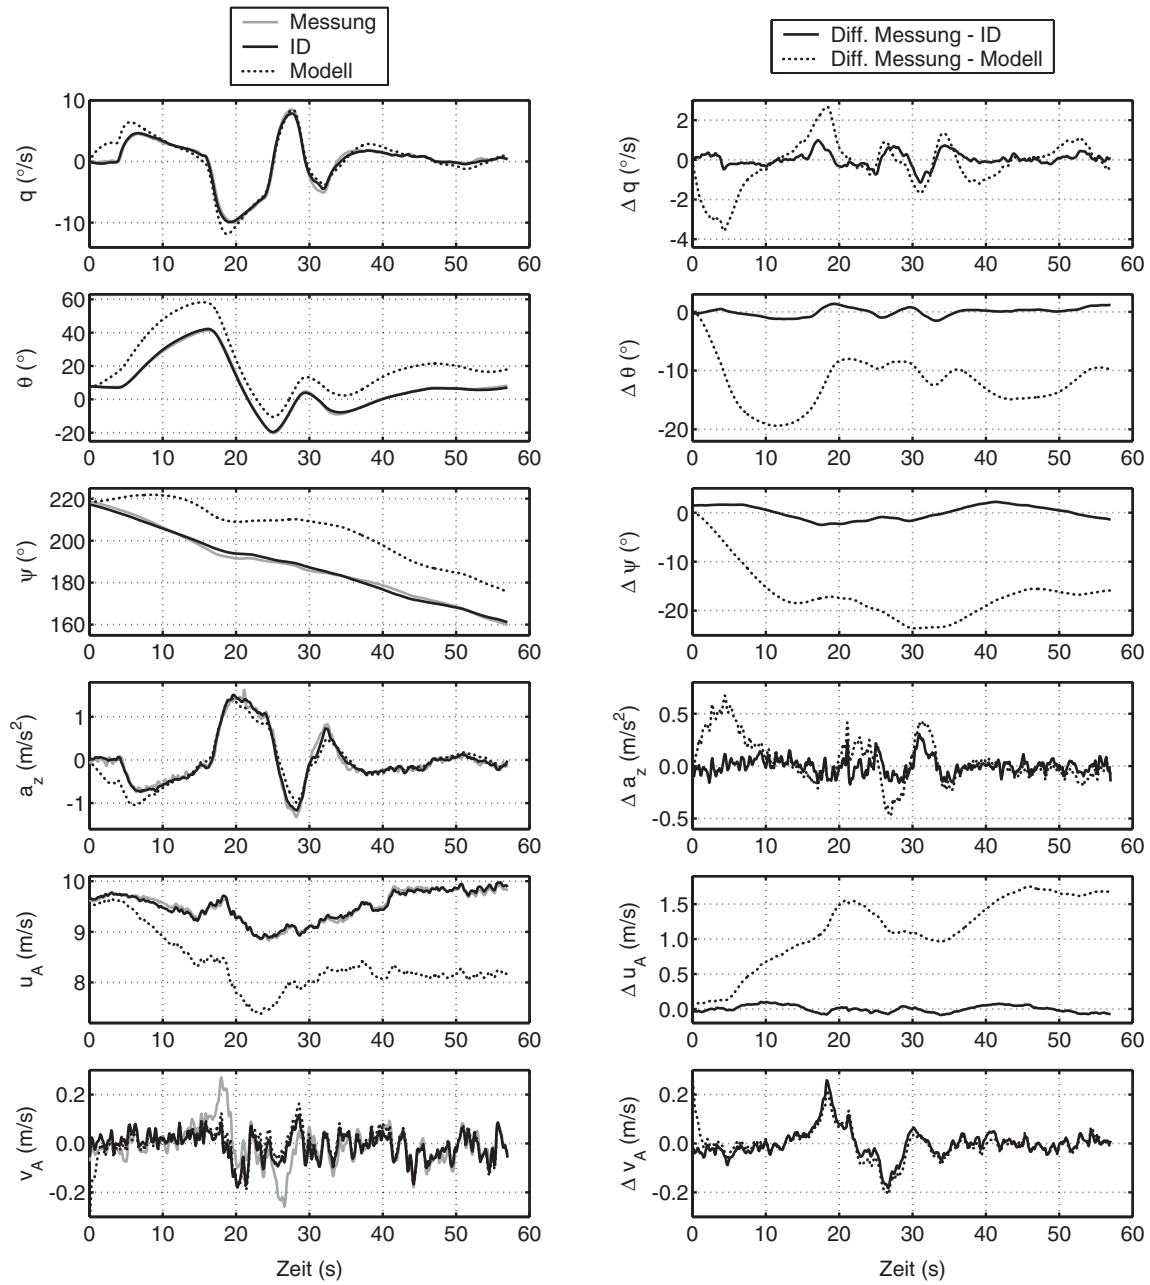 Messung
ID
Modell
Diff. Messung - ID
Diff. Messung - Modell
10
0
-10
q (°/s)
0 10 20 30 40 50 60
2
0
-2
-4
Δ q (°/s)
0 10 20 30 40 50 60
60
40
20
0
-20
θ (°)
0 10 20 30 40 50 60
0
-10
-20
Δ θ (°)
0 10 20 30 40 50 60
220
200
180
160
ψ (°)
0 10 20 30 40 50 60
0
-10
-20
Δ ψ (°)
0 10 20 30 40 50 60
1
0
-1
a_z (m/s²)
0 10 20 30 40 50 60
0.5
0.0
-0.5
Δ a_z (m/s²)
0 10 20 30 40 50 60
10
9
8
u_A (m/s)
0 10 20 30 40 50 60
1.5
1.0
0.5
0.0
Δ u_A (m/s)
0 10 20 30 40 50 60
0.2
0.0
-0.2
v_A (m/s)
0 10 20 30 40 50 60
Zeit (s)
0.2
0.0
-0.2
Δ v_A (m/s)
0 10 20 30 40 50 60
Zeit (s)